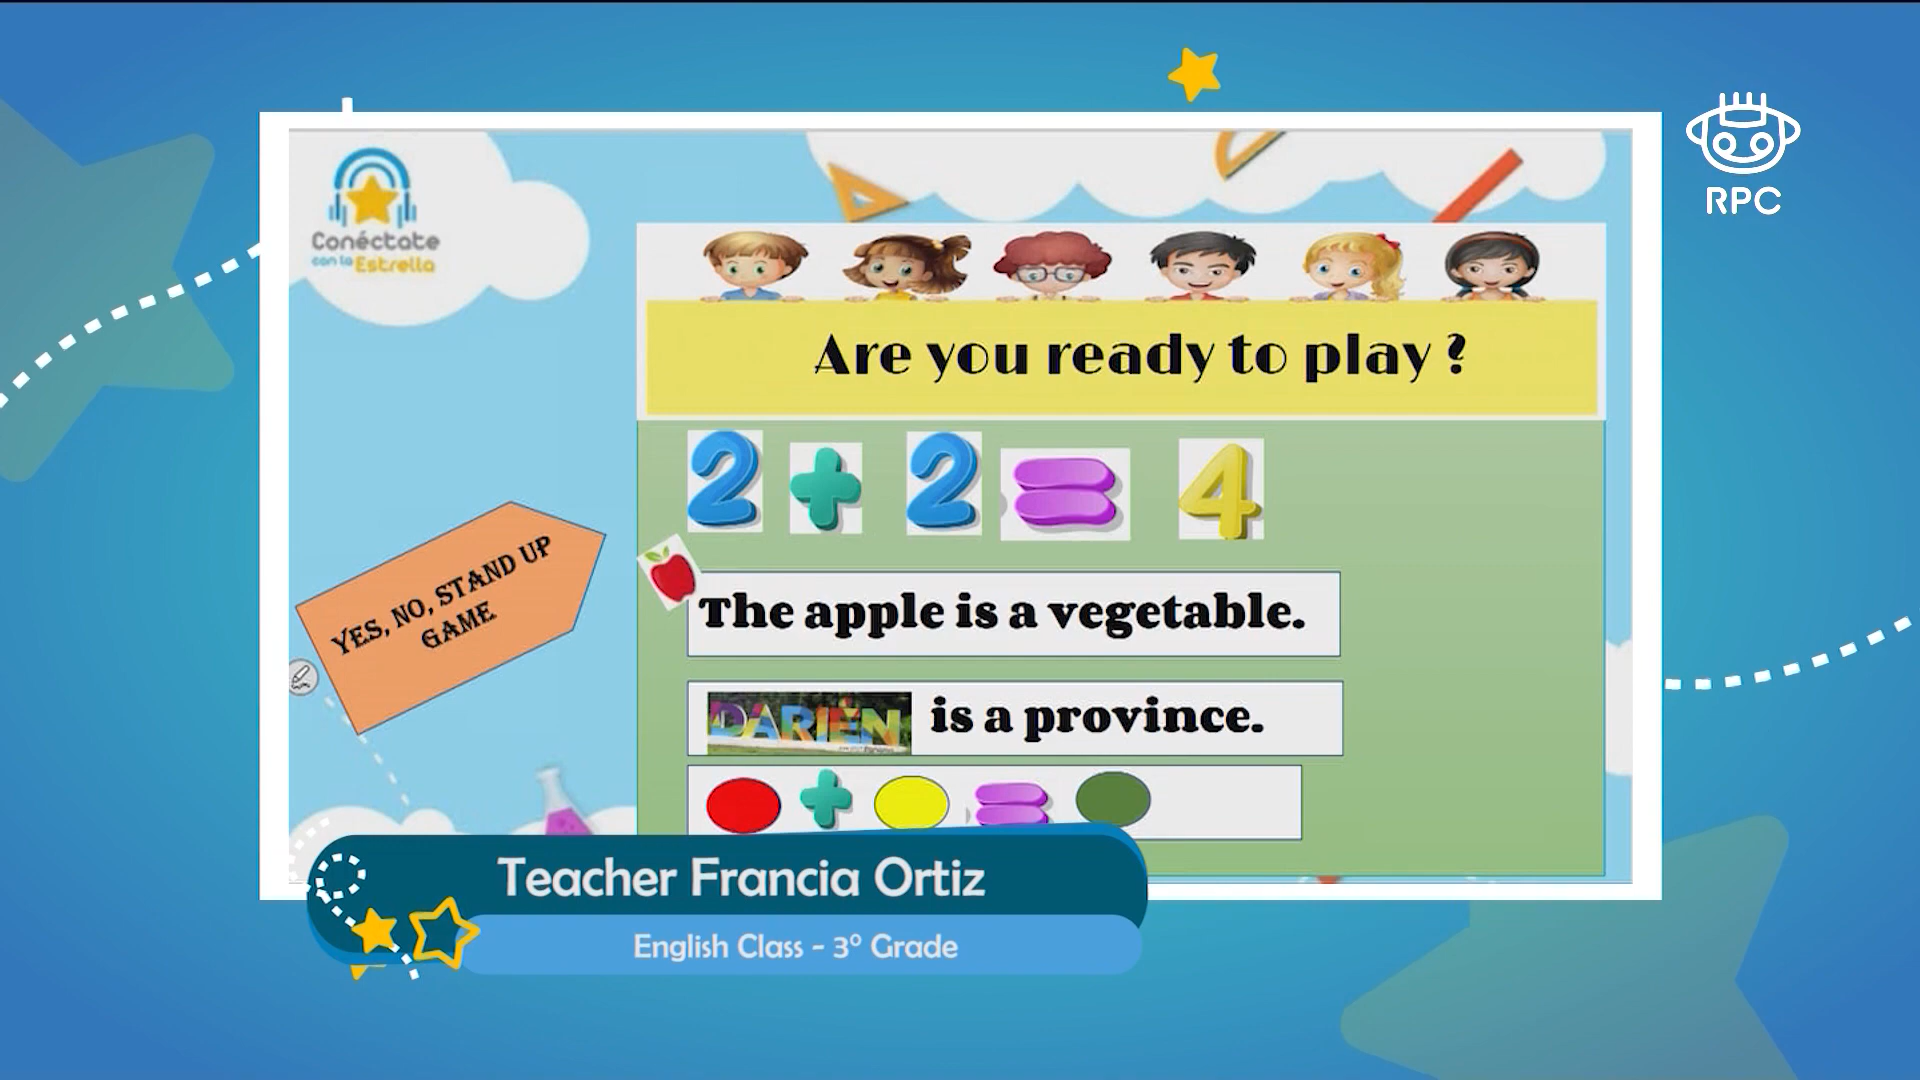 RPC
Conéctate
con la Estrella
Are you ready to play ?
2 + 2 = 4
YES, NO, STAND UP
GAME
The apple is a vegetable.
DARIÉN is a province.
+ =
Teacher Francia Ortiz
English Class - 3º Grade